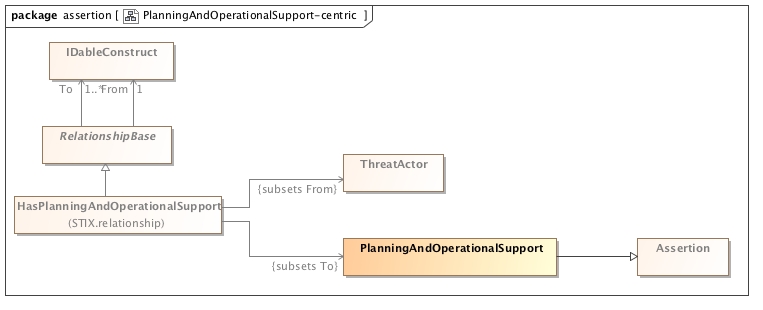 package assertion [ PlanningAndOperationalSupport-centric ]
IDableConstruct
To 1..* From 1
RelationshipBase
ThreatActor
{subsets From}
HasPlanningAndOperationalSupport
(STIX.relationship)
PlanningAndOperationalSupport
Assertion
{subsets To}